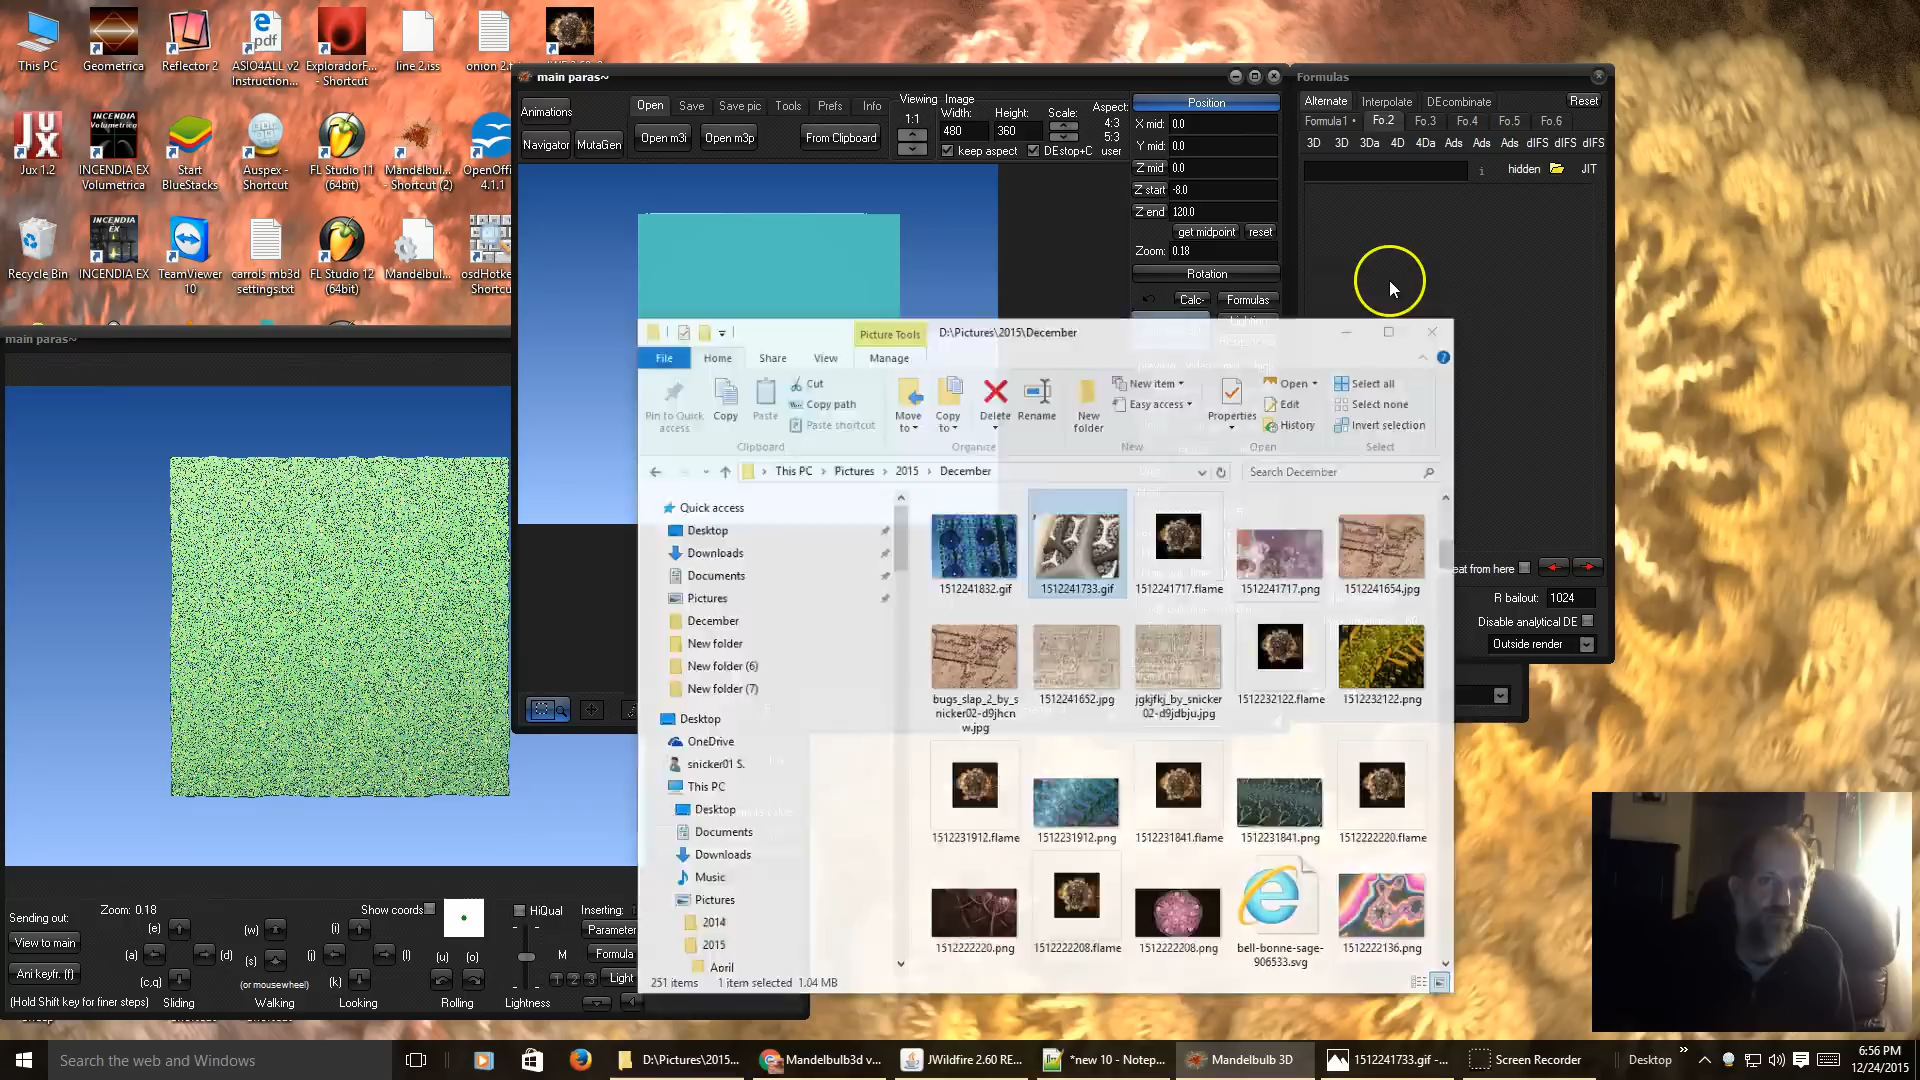 This PC
Geometrica
Reflector 2
ASIO4ALL v2
Instruction...
ExploradorF...
- Shortcut
line 2.iss
onion 2.t
Jux 1.2
INCENDIA EX
Volumetrica
Start
BlueStacks
Auspex -
Shortcut
FL Studio 11
(64bit)
Mandelbul...
- Shortcut (2)
OpenOffi
4.1.1
Recycle Bin
INCENDIA EX
TeamViewer
10
carrols mb3d
settings.txt
FL Studio 12
(64bit)
Mandelbul...
osdHotke
Shortcu
main paras~
Animations
Open
Save
Save pic
Tools
Prefs
Info
Navigator
MutaGen
Open m3i
Open m3p
From Clipboard
Viewing
1:1
Image
Width:
Height:
Scale:
Aspect:
480
360
4:3
5:3
user
keep aspect
DEstop+C
Position
X mid: 0.0
Y mid: 0.0
Z mid 0.0
Z start -8.0
Z end 120.0
get midpoint
reset
Zoom: 0.18
Rotation
Calc-
Formulas
Formulas
Alternate
Interpolate
DEcombinate
Reset
Formula1
Fo.2
Fo.3
Fo.4
Fo.5
Fo.6
3D 3D 3Da 4D 4Da Ads Ads Ads dIFS dIFS dIFS
hidden
JIT
eat from here
R bailout: 1024
Disable analytical DE
Outside render
main paras~
Sending out:
View to main
Ani keyfr. (f)
(Hold Shift key for finer steps)
Zoom: 0.18
(e)
(a)
(d)
(c,q)
Sliding
(w)
(s)
(or mousewheel)
Walking
Show coords
(i)
(j)
(l)
(k)
Looking
(u)
(o)
Rolling
HiQual
M
Lightness
Inserting:
Parameter
Formula
Light
Picture Tools
D:\Pictures\2015\December
File
Home
Share
View
Manage
Pin to Quick
access
Copy
Paste
Cut
Copy path
Paste shortcut
Clipboard
Move
to
Copy
to
Delete
Rename
Organize
New
folder
New item
Easy access
New
Properties
Open
Edit
History
Open
Select all
Select none
Invert selection
Select
This PC
Pictures
2015
December
Search December
Quick access
Desktop
Downloads
Documents
Pictures
December
New folder
New folder (6)
New folder (7)
Desktop
OneDrive
snicker01 S.
This PC
Desktop
Documents
Downloads
Music
Pictures
2014
2015
April
1512241832.gif
1512241733.gif
1512241717.flame
1512241717.png
1512241654.jpg
bugs_slap_2_by_s
nicker02-d9jhcn
w.jpg
1512241652.jpg
jgkjfkj_by_snicker
02-d9jdbju.jpg
1512232122.flame
1512232122.png
1512231912.flame
1512231912.png
1512231841.flame
1512231841.png
1512222220.flame
1512222220.png
1512222208.flame
1512222208.png
bell-bonne-sage-
906533.svg
1512222136.png
251 items
1 item selected 1.04 MB
Search the web and Windows
D:\Pictures\2015...
Mandelbulb3d v...
JWildfire 2.60 RE...
*new 10 - Notep...
Mandelbulb 3D
1512241733.gif -...
Screen Recorder
Desktop
6:56 PM
12/24/2015